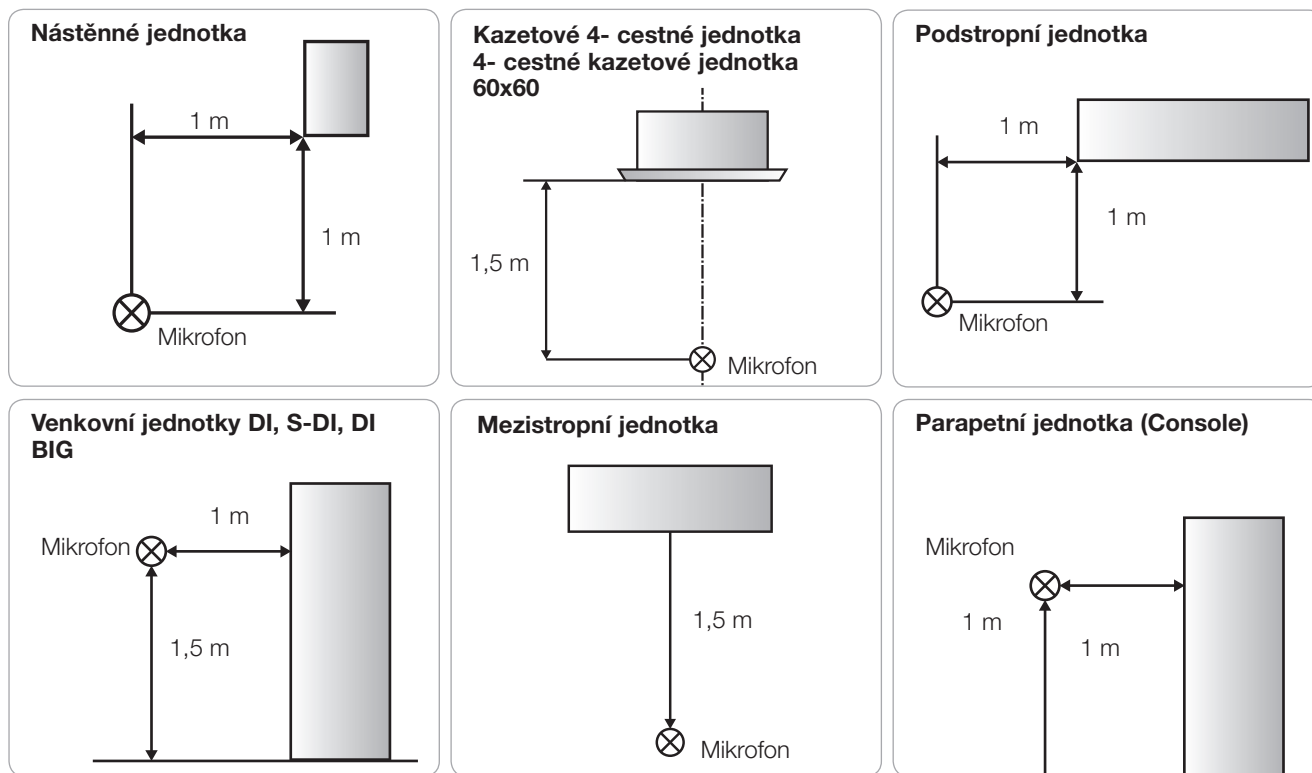 Nástěnné jednotka
1 m
1 m
Mikrofon
Kazetové 4- cestné jednotka
4- cestné kazetové jednotka
60x60
1,5 m
Mikrofon
Podstropní jednotka
1 m
1 m
Mikrofon
Venkovní jednotky DI, S-DI, DI
BIG
1 m
Mikrofon
1,5 m
Mezistropní jednotka
1,5 m
Mikrofon
Parapetní jednotka (Console)
Mikrofon
1 m
1 m